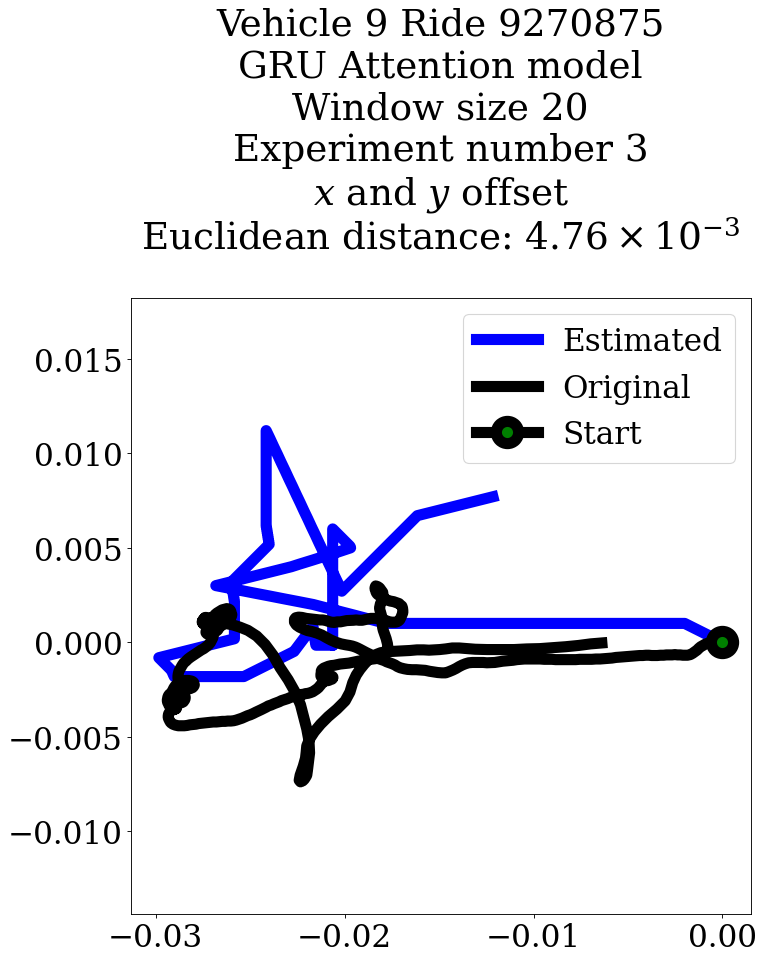 Vehicle 9 Ride 9270875
GRU Attention model
Window size 20
Experiment number 3
x and y offset
Euclidean distance: 4.76 × 10⁻³
Estimated
Original
Start
0.015
0.010
0.005
0.000
−0.005
−0.010
−0.03
−0.02
−0.01
0.00